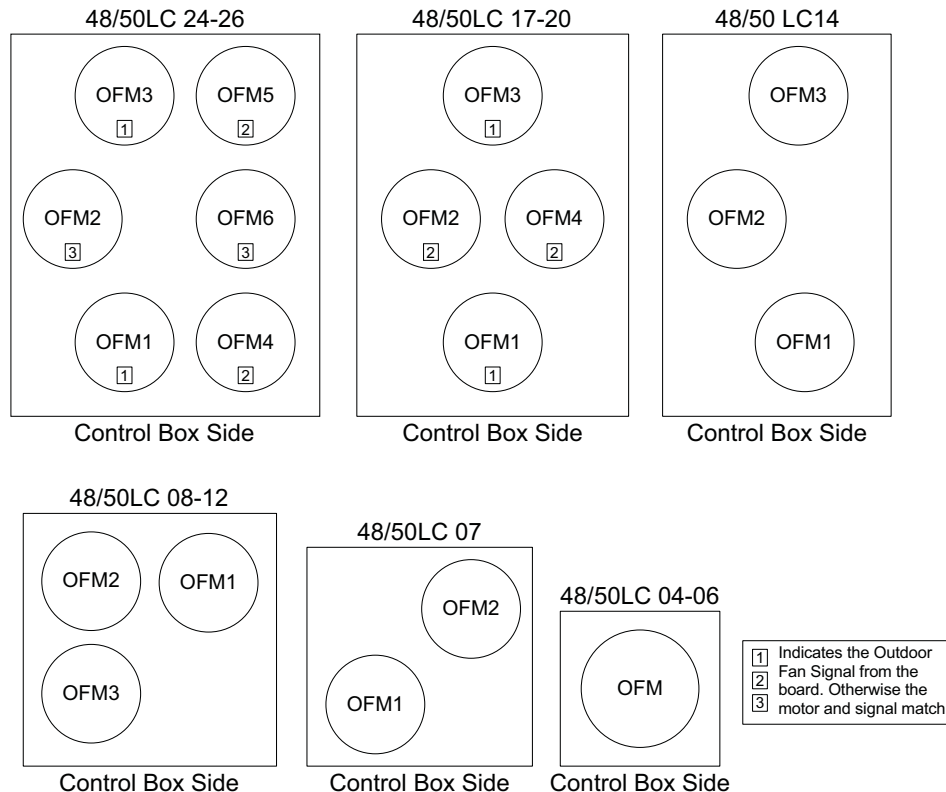 48/50LC 24-26
48/50LC 17-20
48/50 LC14
OFM3
1
OFM5
2
OFM2
3
OFM6
3
OFM1
1
OFM4
2
Control Box Side
OFM3
1
OFM2
2
OFM4
2
OFM1
1
Control Box Side
OFM3
OFM2
OFM1
Control Box Side
48/50LC 08-12
OFM2
OFM1
OFM3
Control Box Side
48/50LC 07
OFM2
OFM1
Control Box Side
48/50LC 04-06
OFM
Control Box Side
1 Indicates the Outdoor
2 Fan Signal from the
board. Otherwise the
3 motor and signal match